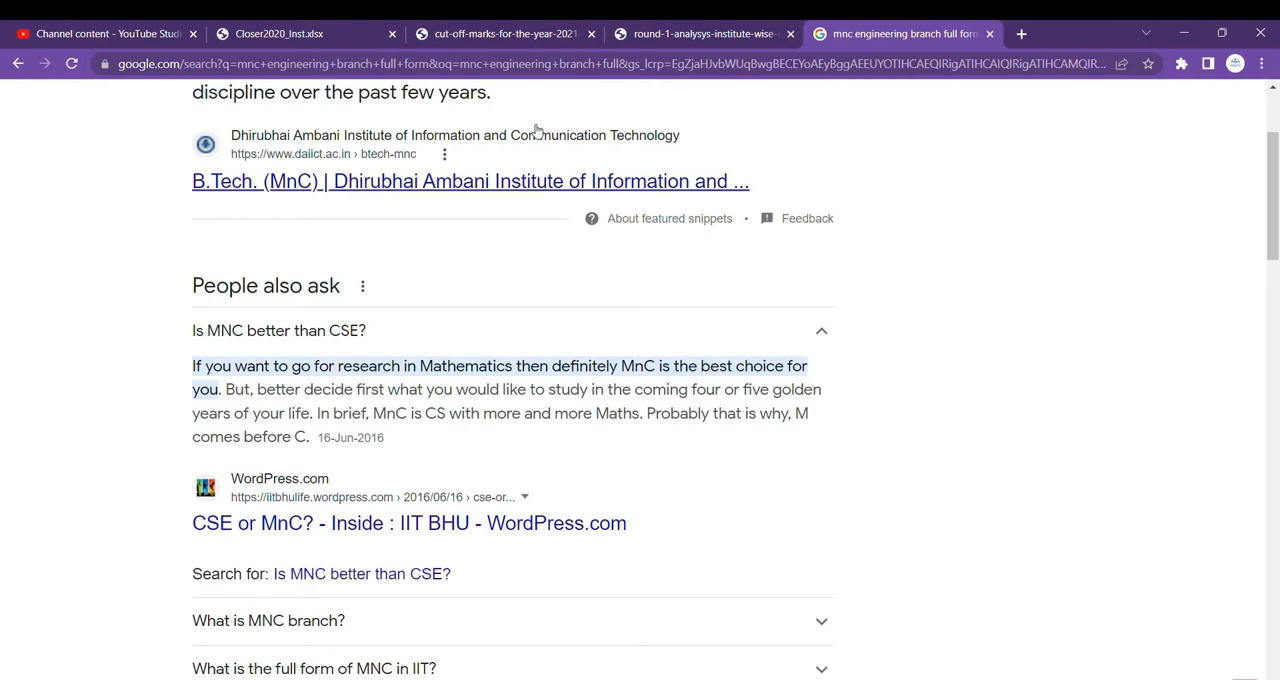 Channel content - YouTube Studi
Closer2020_Inst.xlsx
cut-off-marks-for-the-year-2021
round-1-analysys-institute-wise-
mnc engineering branch full form
google.com/search?q=mnc+engineering+branch+full+form&oq=mnc+engineering+branch+full&gs_lcrp=EgZjaHJvbWUqBwgBECEYoAEyBggAEEUYOTIHCAEQIRigATIHCAIQIRigATIHCAMQIR...
discipline over the past few years.
Dhirubhai Ambani Institute of Information and Communication Technology
https://www.daiict.ac.in › btech-mnc
B.Tech. (MnC) | Dhirubhai Ambani Institute of Information and ...
About featured snippets • Feedback
People also ask
Is MNC better than CSE?
If you want to go for research in Mathematics then definitely MnC is the best choice for
you. But, better decide first what you would like to study in the coming four or five golden
years of your life. In brief, MnC is CS with more and more Maths. Probably that is why, M
comes before C. 16-Jun-2016
WordPress.com
https://iitbhulife.wordpress.com › 2016/06/16 › cse-or...
CSE or MnC? - Inside : IIT BHU - WordPress.com
Search for: Is MNC better than CSE?
What is MNC branch?
What is the full form of MNC in IIT?